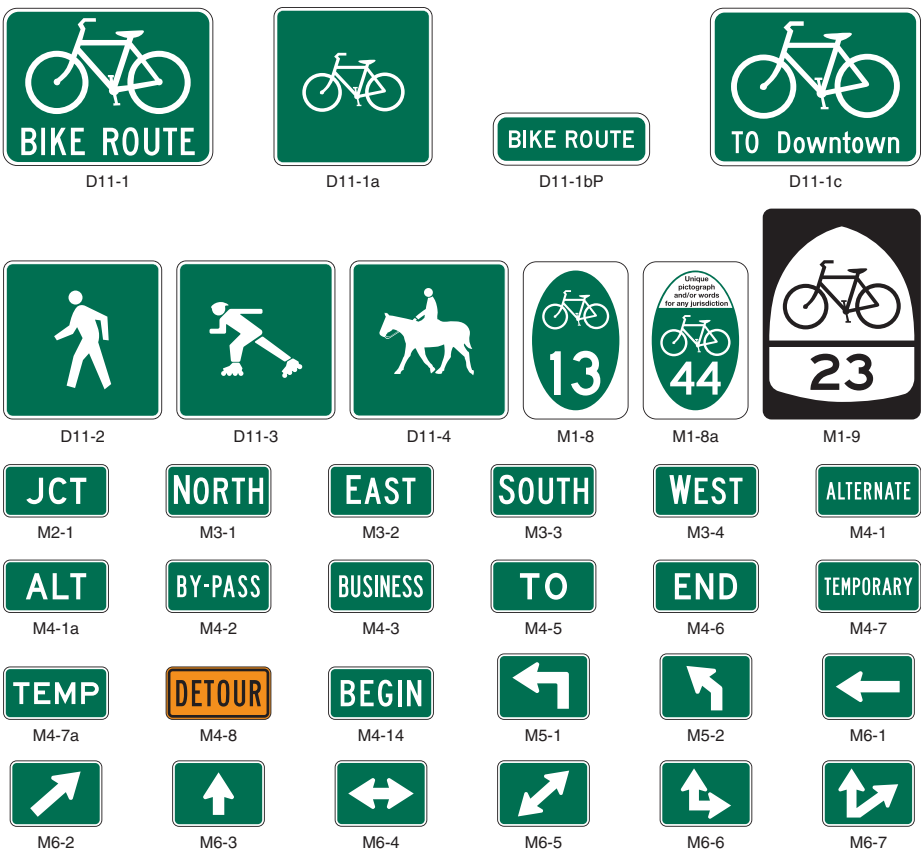 BIKE ROUTE
BIKE ROUTE
TO Downtown
D11-1
D11-1a
D11-1bP
D11-1c
Unique
pictograph
and/or words
for any jurisdiction
13
44
23
D11-2
D11-3
D11-4
M1-8
M1-8a
M1-9
JCT
NORTH
EAST
SOUTH
WEST
ALTERNATE
M2-1
M3-1
M3-2
M3-3
M3-4
M4-1
ALT
BY-PASS
BUSINESS
TO
END
TEMPORARY
M4-1a
M4-2
M4-3
M4-5
M4-6
M4-7
TEMP
DETOUR
BEGIN
M4-7a
M4-8
M4-14
M5-1
M5-2
M6-1
M6-2
M6-3
M6-4
M6-5
M6-6
M6-7